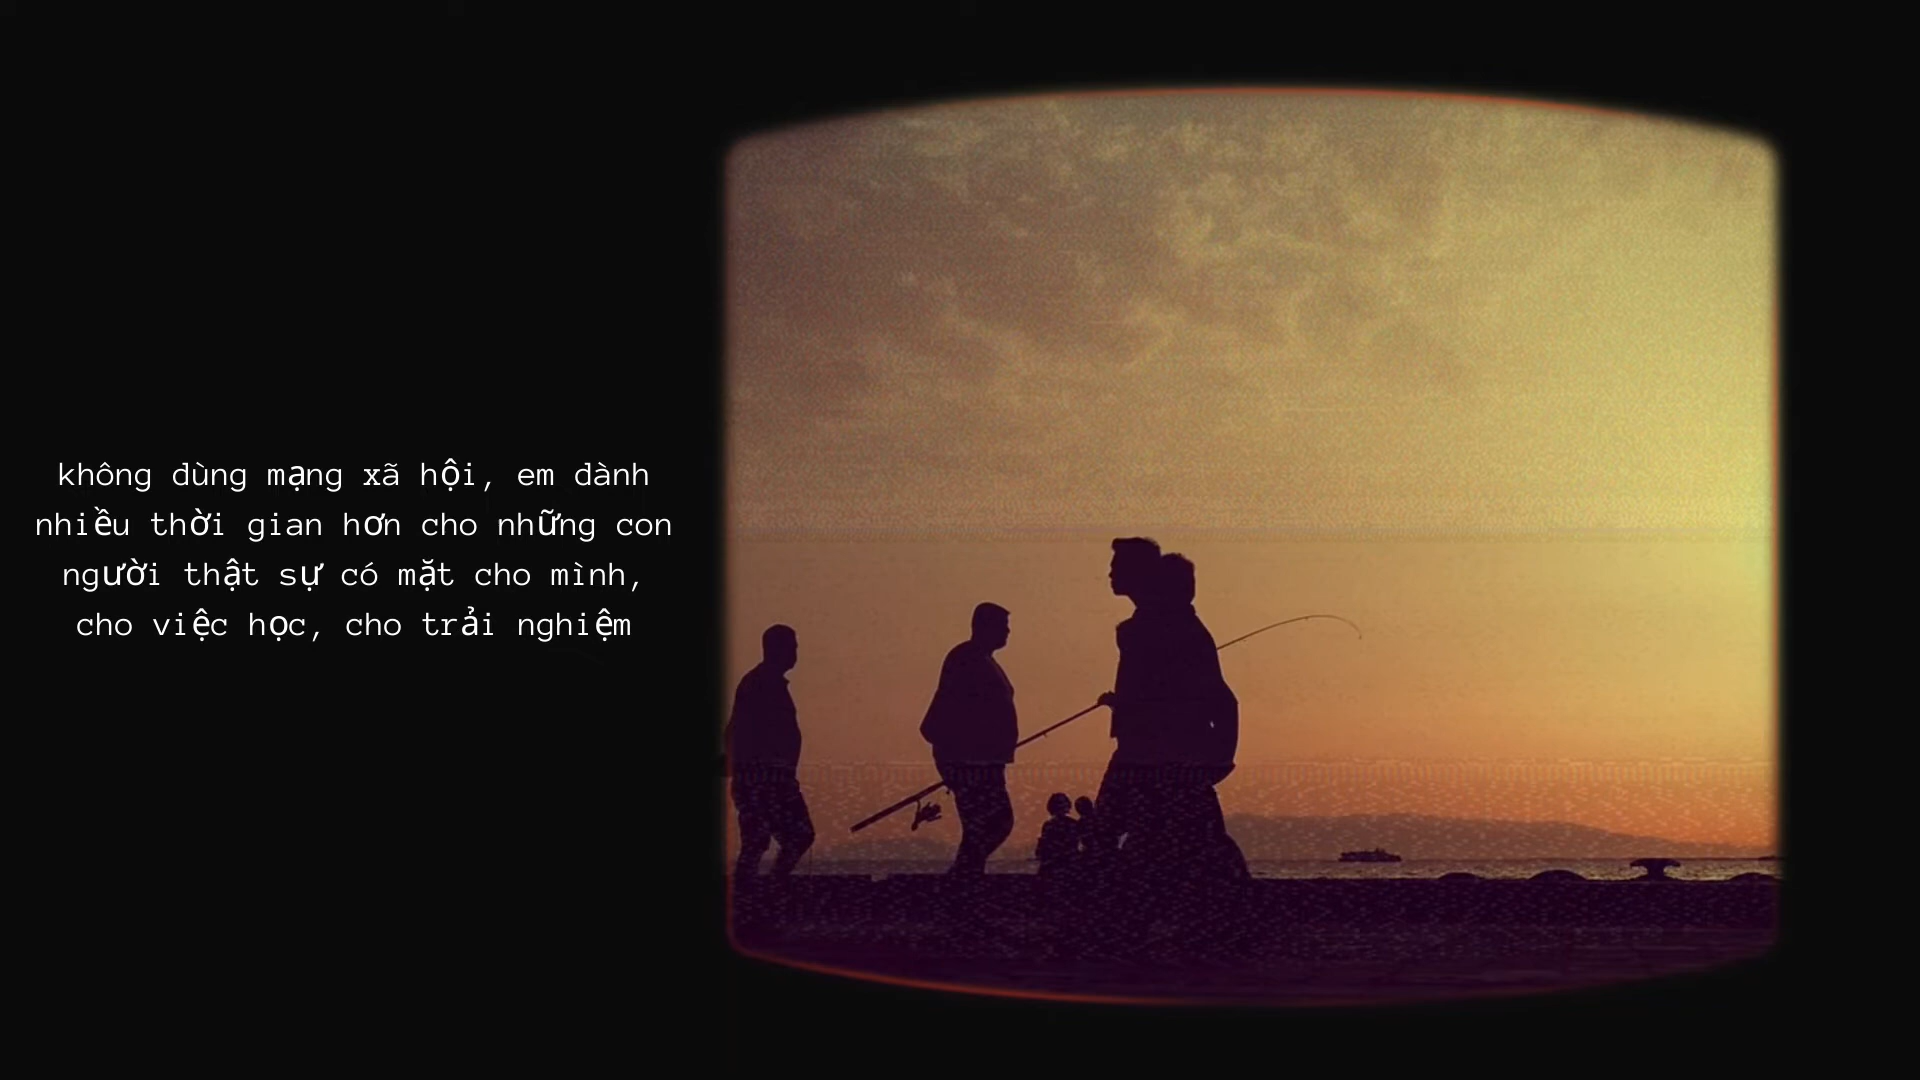 không dùng mạng xã hội, em dành
nhiều thời gian hơn cho những con
người thật sự có mặt cho mình,
cho việc học, cho trải nghiệm